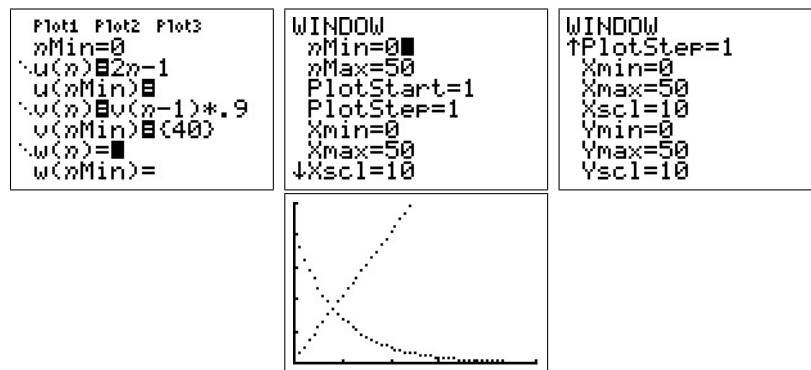 Plot1 Plot2 Plot3
nMin=0
u(n)=2n-1
u(nMin)=
v(n)=v(n-1)*.9
v(nMin)={40}
w(n)=
w(nMin)=
WINDOW
nMin=0
nMax=50
PlotStart=1
PlotStep=1
Xmin=0
Xmax=50
↓Xscl=10
WINDOW
↑PlotStep=1
Xmin=0
Xmax=50
Xscl=10
Ymin=0
Ymax=50
Yscl=10